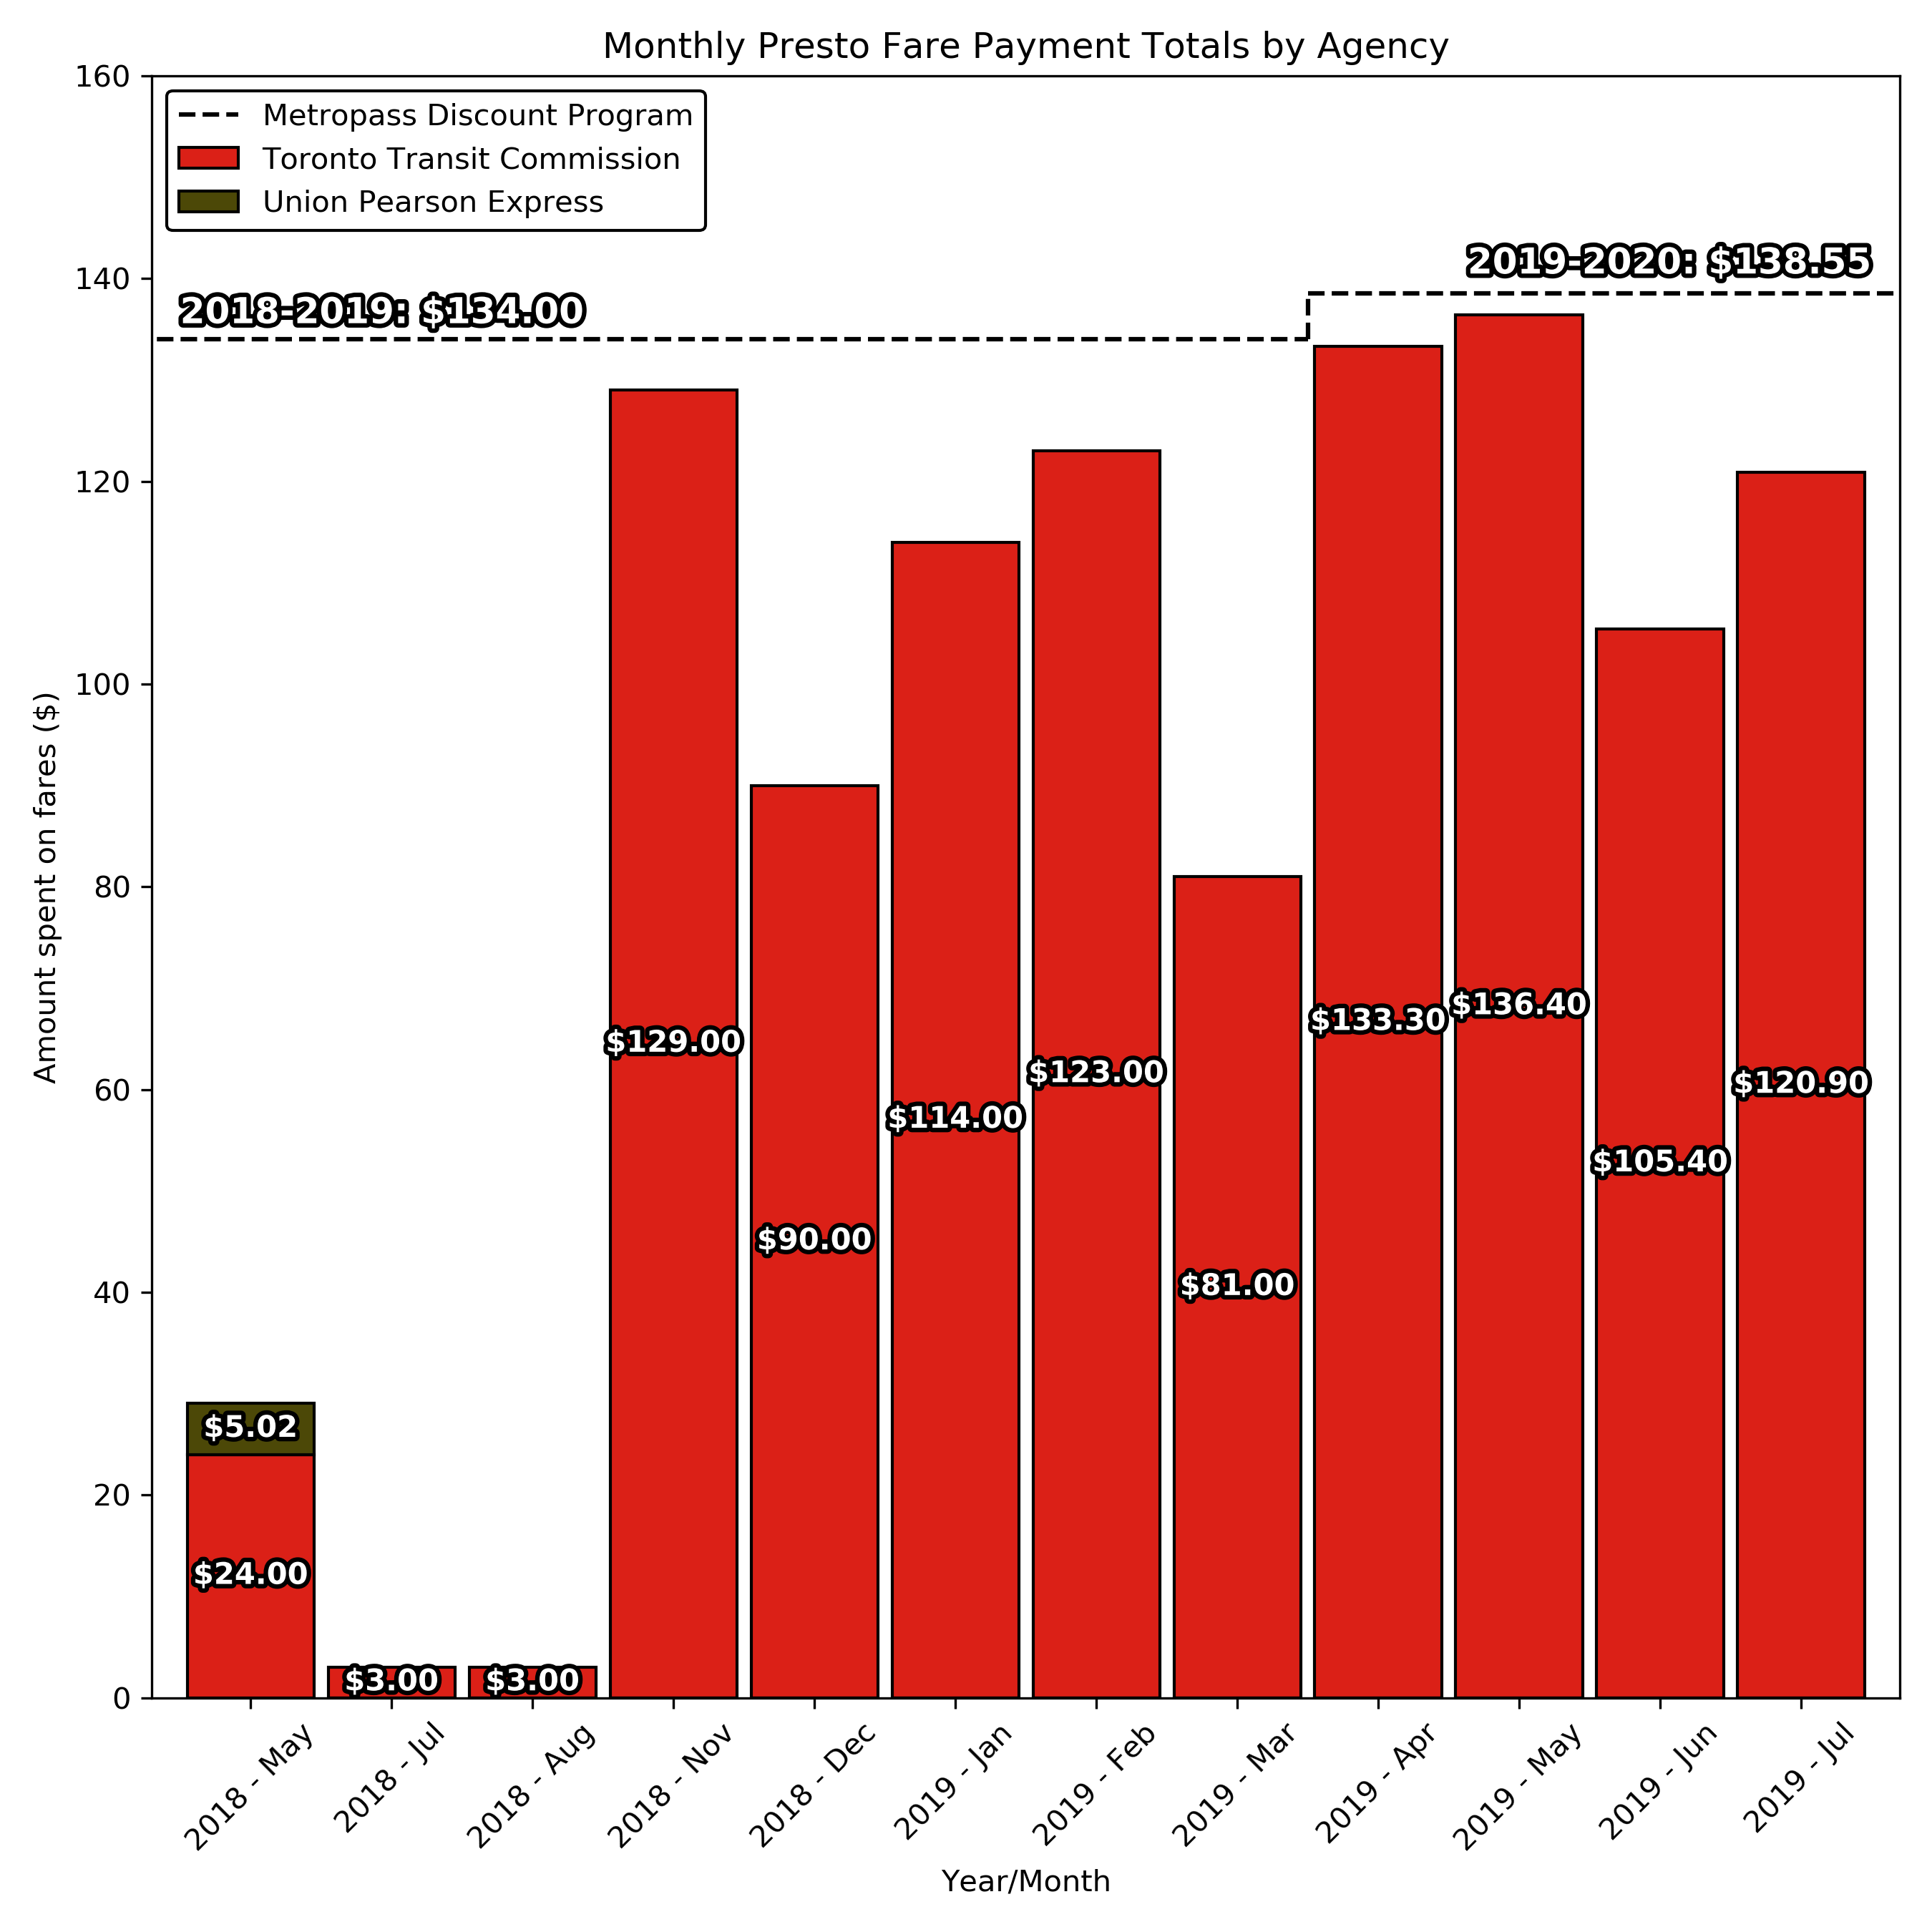 Monthly Presto Fare Payment Totals by Agency
160
140
120
100
80
60
40
20
0
Amount spent on fares ($)
Metropass Discount Program
Toronto Transit Commission
Union Pearson Express
2018-2019: $134.00
2019-2020: $138.55
$5.02
$24.00
$3.00
$3.00
$129.00
$90.00
$114.00
$123.00
$81.00
$133.30
$136.40
$105.40
$120.90
2018 - May
2018 - Jul
2018 - Aug
2018 - Nov
2018 - Dec
2019 - Jan
2019 - Feb
2019 - Mar
2019 - Apr
2019 - May
2019 - Jun
2019 - Jul
Year/Month